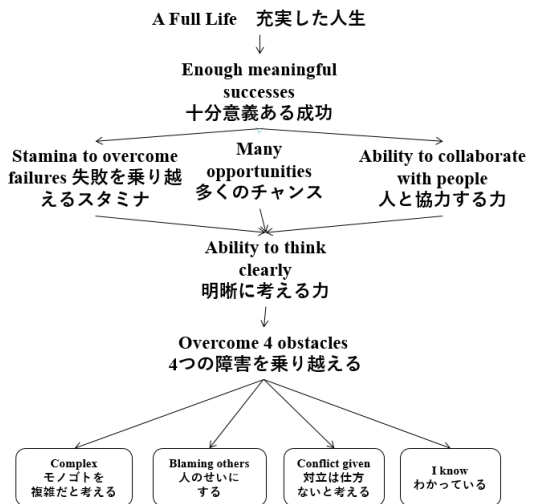 A Full Life 充実した人生
Enough meaningful
successes
十分意義ある成功
Stamina to overcome
failures 失敗を乗り越
えるスタミナ
Many
opportunities
多くのチャンス
Ability to collaborate
with people
人と協力する力
Ability to think
clearly
明晰に考える力
Overcome 4 obstacles
4つの障害を乗り越える
Complex
モノゴトを
複雑だと考える
Blaming others
人のせいに
する
Conflict given
対立は仕方
ないと考える
I know
わかっている